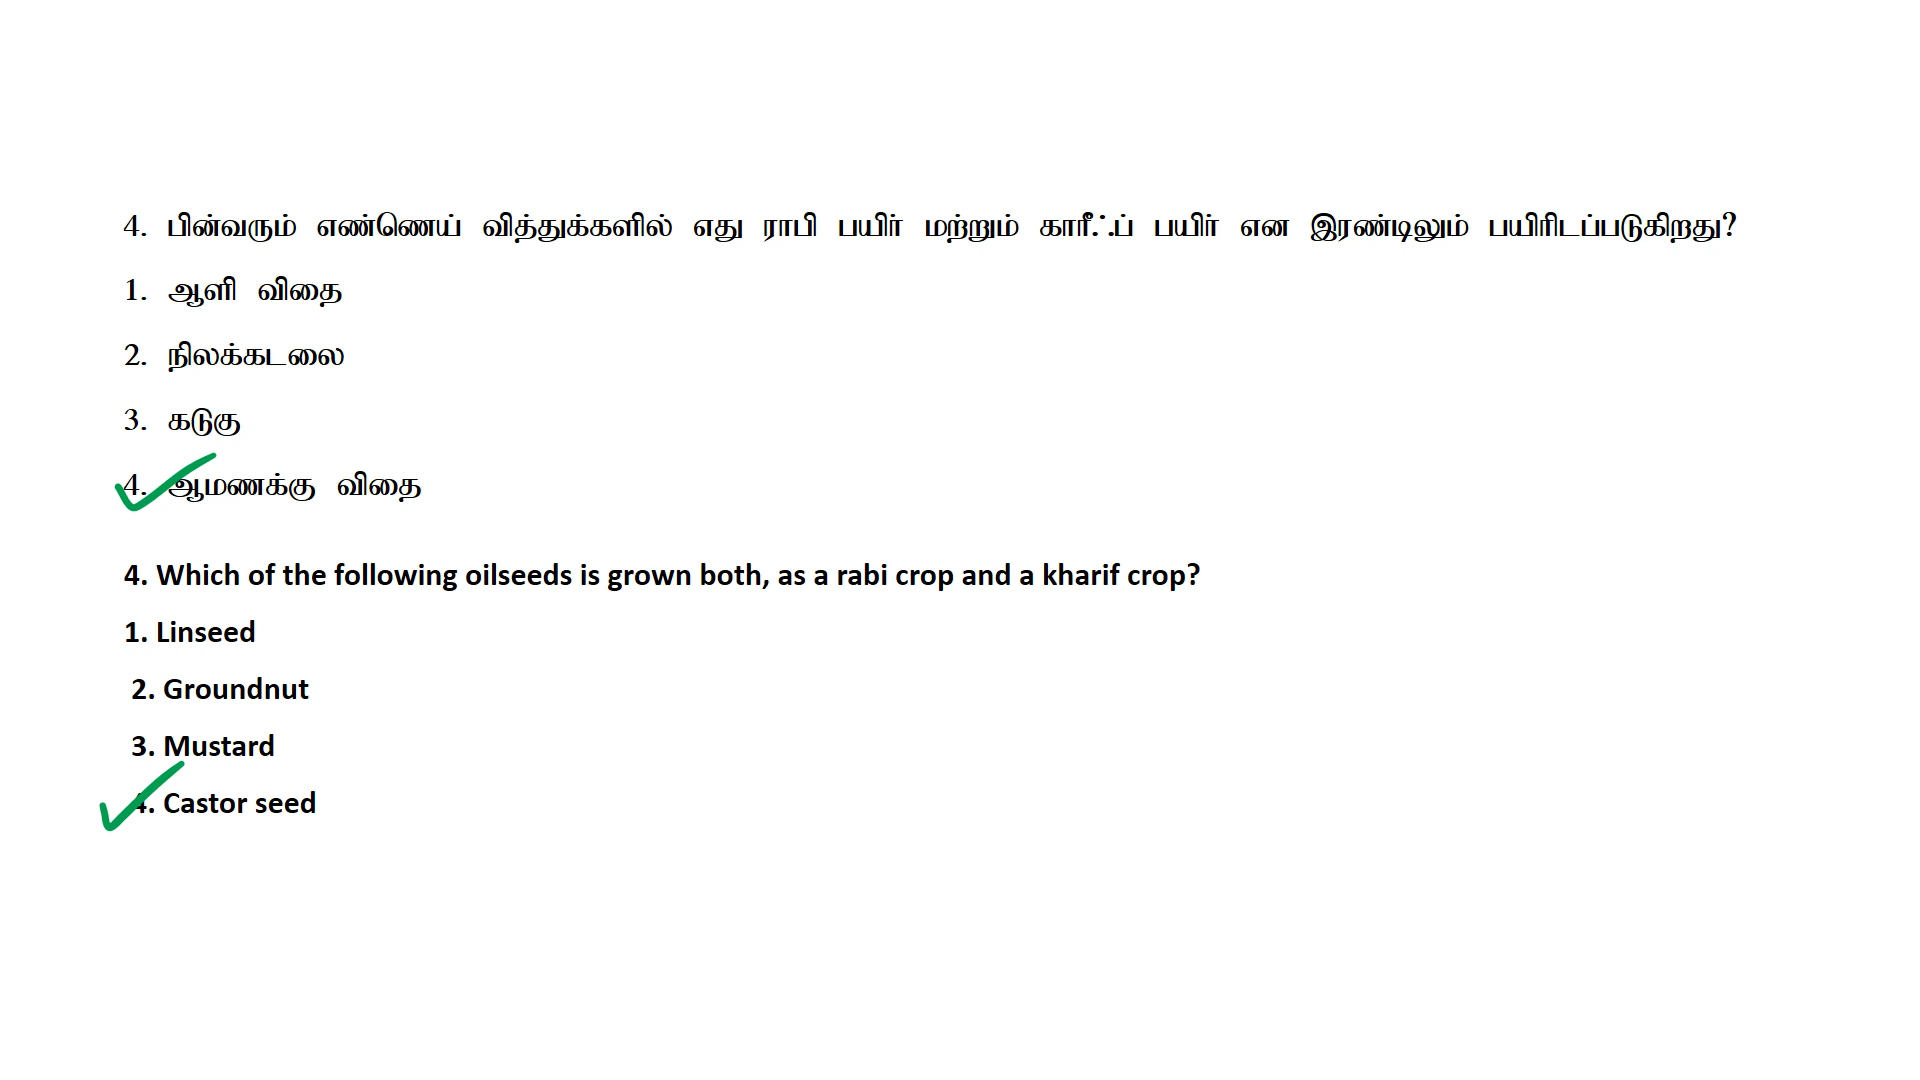 4. பின்வரும் எண்ணெய் வித்துக்களில் எது ராபி பயிர் மற்றும் காரீஃப் பயிர் என இரண்டிலும் பயிரிடப்படுகிறது?
1. ஆளி விதை
2. நிலக்கடலை
3. கடுகு
4. ஆமணக்கு விதை
4. Which of the following oilseeds is grown both, as a rabi crop and a kharif crop?
1. Linseed
2. Groundnut
3. Mustard
4. Castor seed